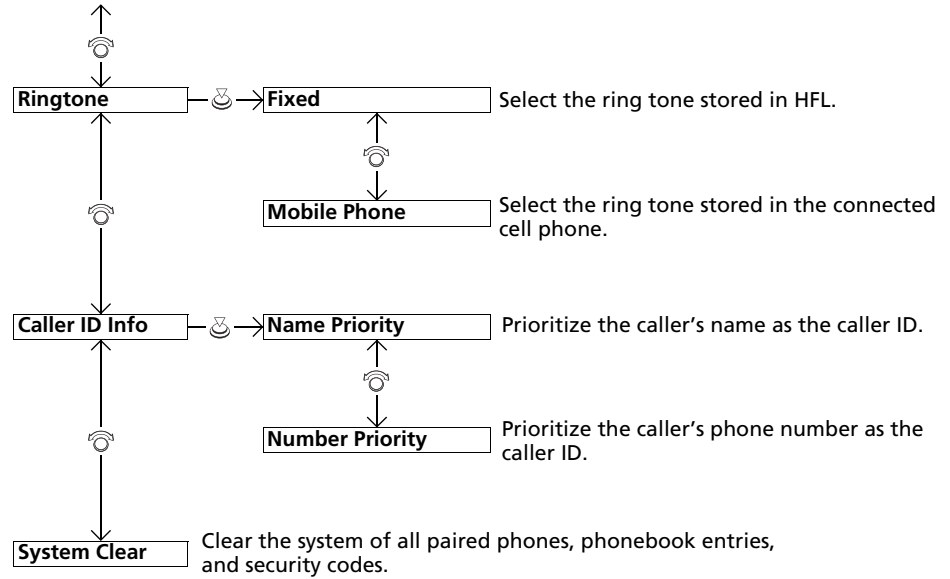 Ringtone
Fixed
Select the ring tone stored in HFL.
Mobile Phone
Select the ring tone stored in the connected
cell phone.
Caller ID Info
Name Priority
Prioritize the caller’s name as the caller ID.
Number Priority
Prioritize the caller’s phone number as the
caller ID.
System Clear
Clear the system of all paired phones, phonebook entries,
and security codes.